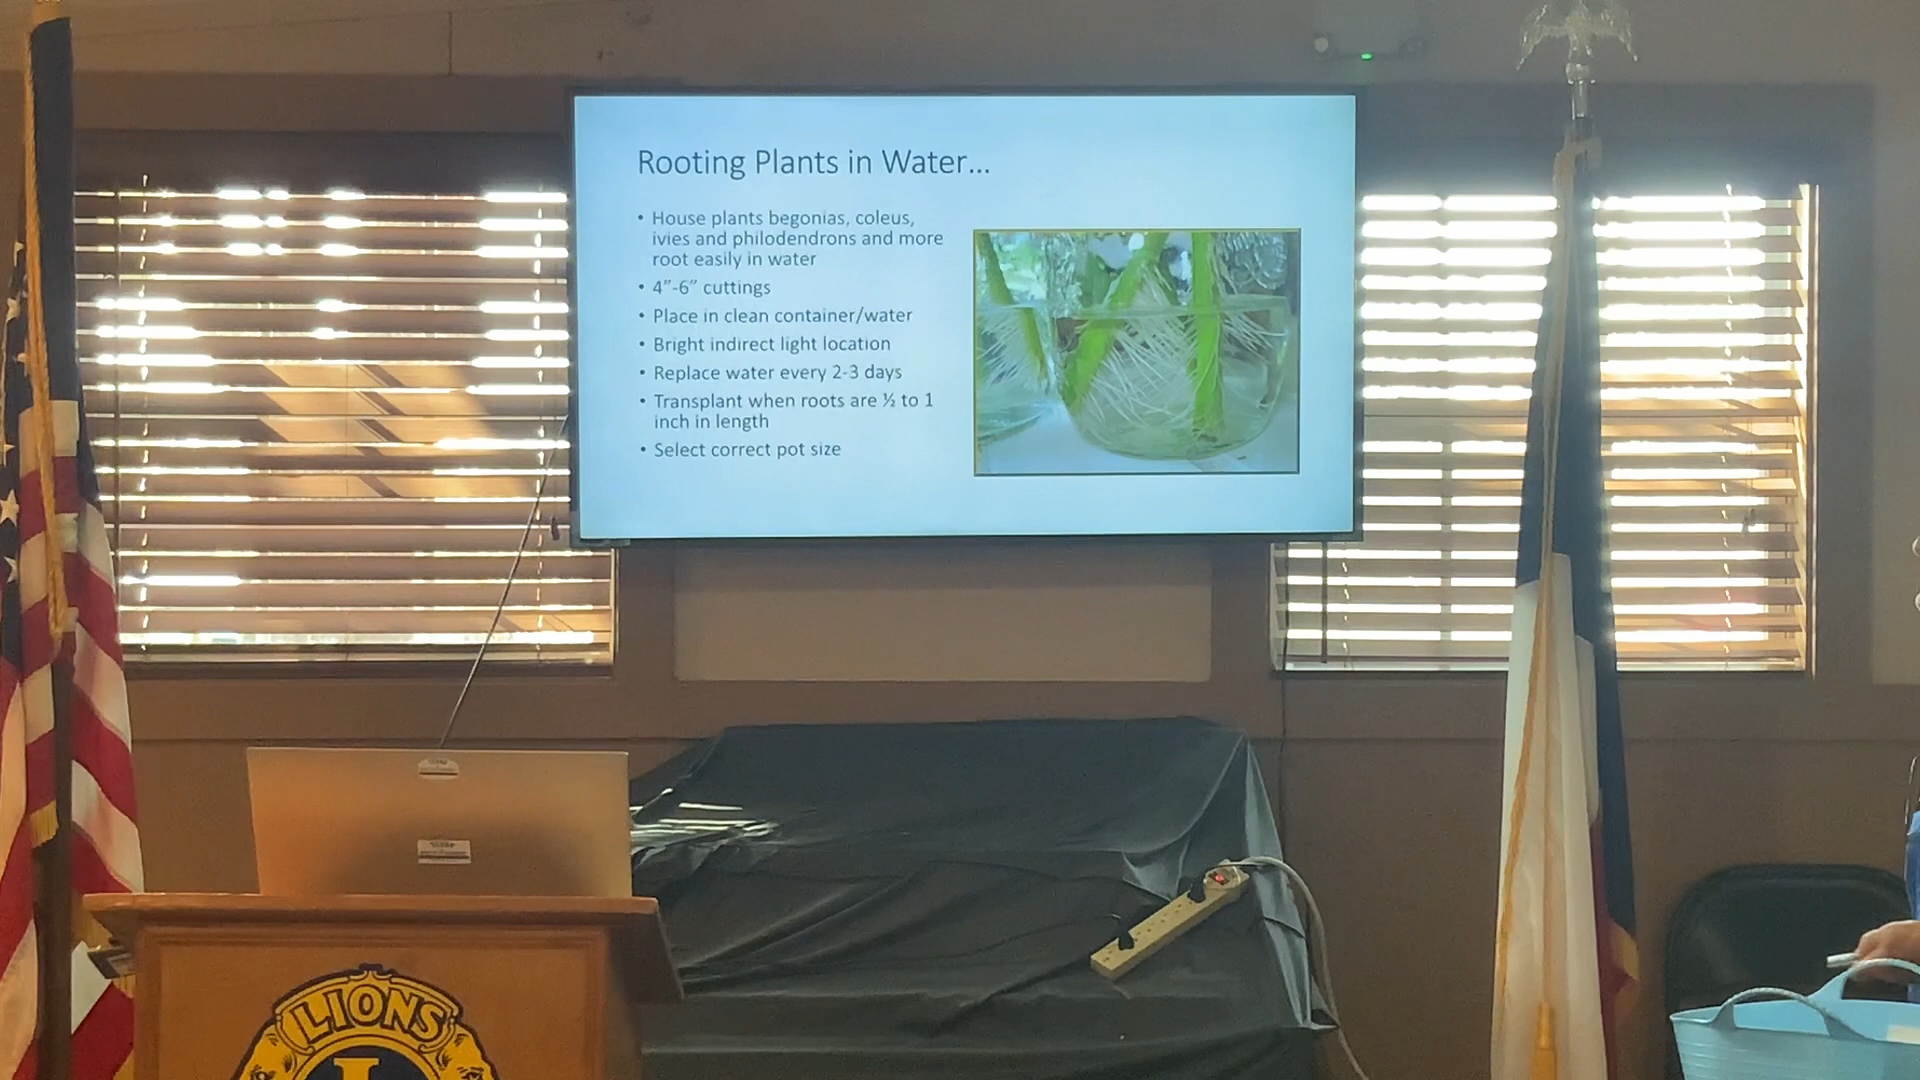 Rooting Plants in Water...
• House plants begonias, coleus,
ivies and philodendrons and more
root easily in water
• 4”-6” cuttings
• Place in clean container/water
• Bright indirect light location
• Replace water every 2-3 days
• Transplant when roots are ½ to 1
inch in length
• Select correct pot size
LIONS
L